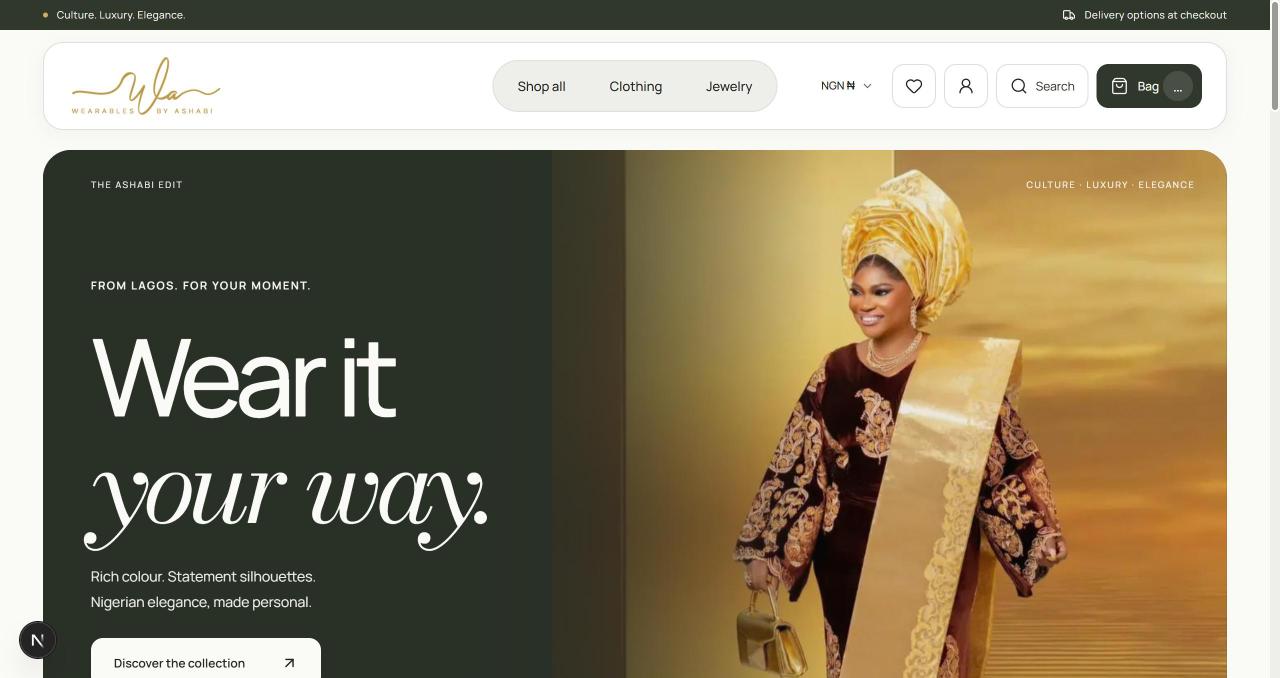 Culture. Luxury. Elegance.
Delivery options at checkout
Wla
WEARABLES BY ASHABI
Shop all
Clothing
Jewelry
NGN ₦
Search
Bag
...
THE ASHABI EDIT
CULTURE · LUXURY · ELEGANCE
FROM LAGOS. FOR YOUR MOMENT.
Wear it
your way.
Rich colour. Statement silhouettes.
Nigerian elegance, made personal.
N
Discover the collection